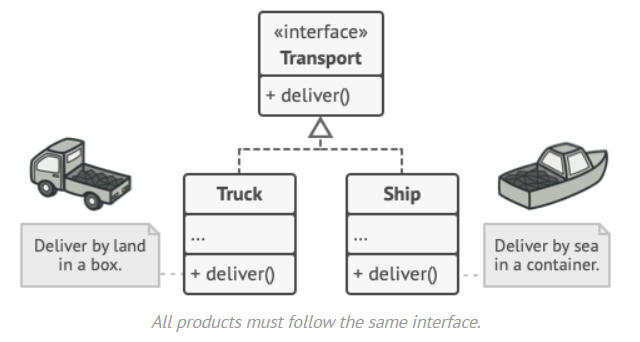 «interface»
Transport
+ deliver()
Truck
...
+ deliver()
Ship
...
+ deliver()
Deliver by land
in a box.
Deliver by sea
in a container.
All products must follow the same interface.